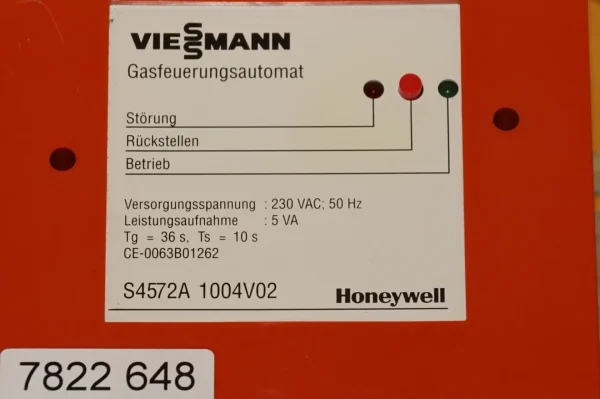 VIESSMANN
Gasfeuerungsautomat
Störung
Rückstellen
Betrieb
Versorgungsspannung : 230 VAC; 50 Hz
Leistungsaufnahme : 5 VA
Tg = 36 s, Ts = 10 s
CE-0063B01262
S4572A 1004V02 Honeywell
7822 648